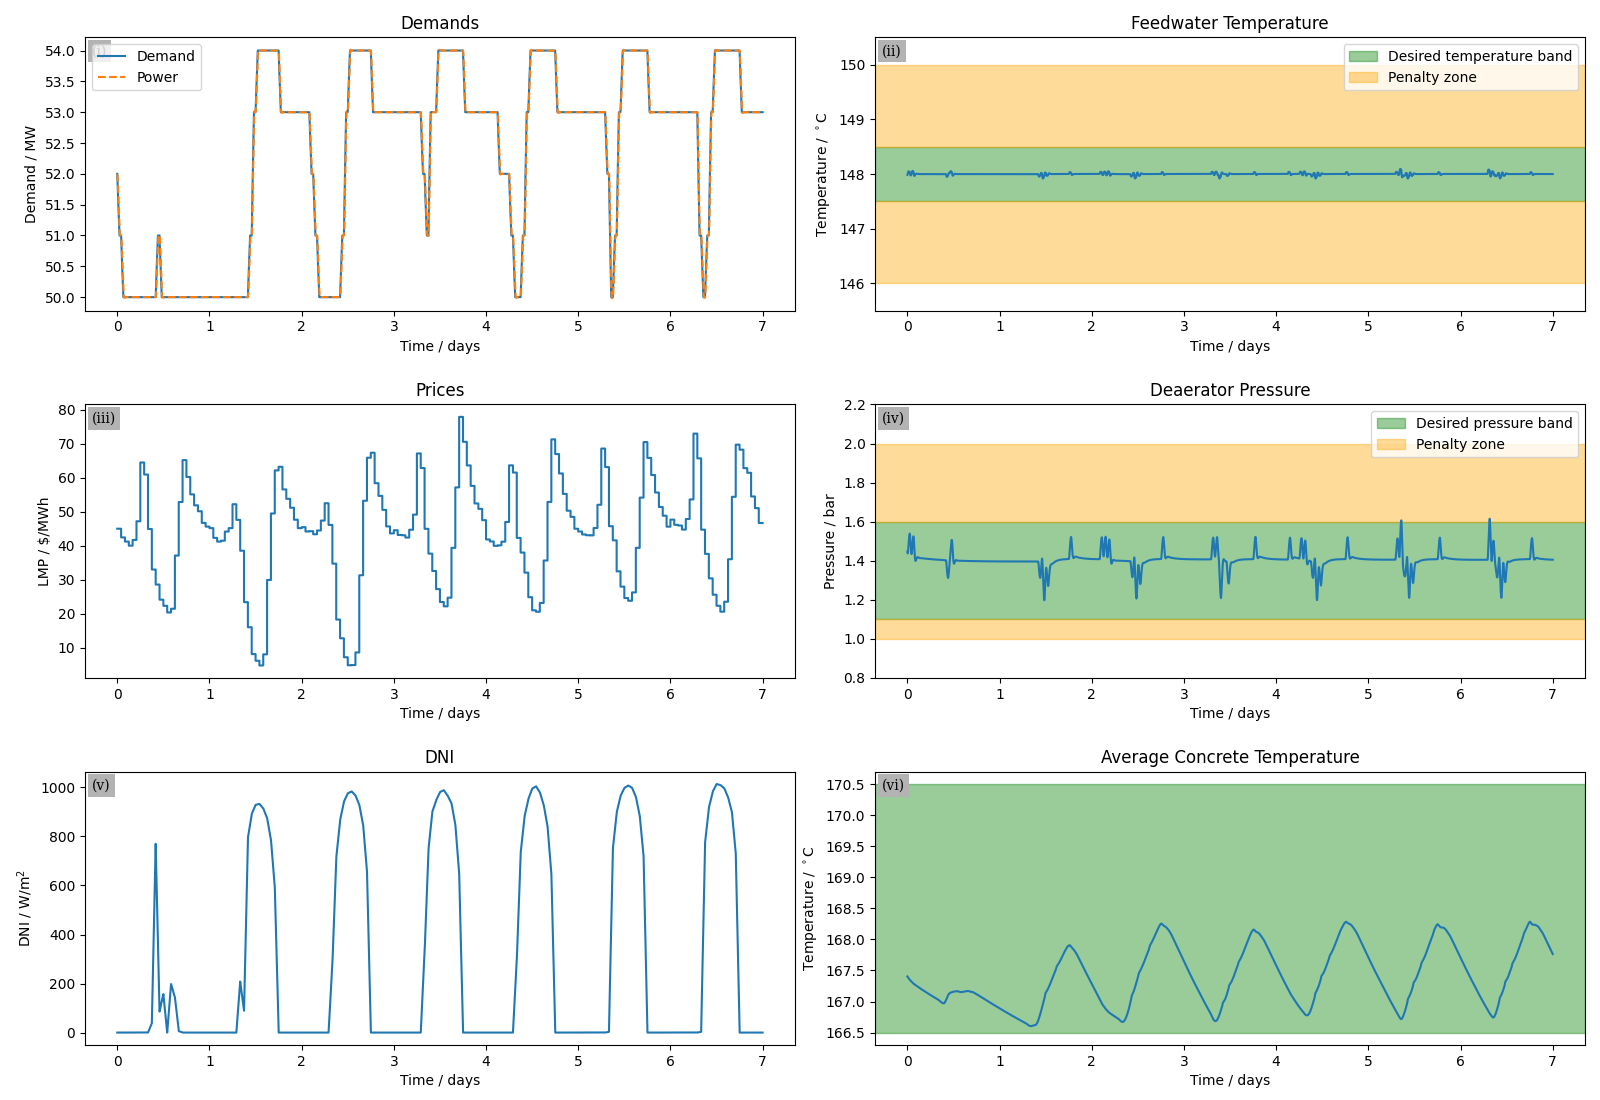 Demands
(i)
Demand
Power
Demand / MW
54.0
53.5
53.0
52.5
52.0
51.5
51.0
50.5
50.0
0 1 2 3 4 5 6 7
Time / days
Feedwater Temperature
(ii)
Desired temperature band
Penalty zone
Temperature / °C
150
149
148
147
146
0 1 2 3 4 5 6 7
Time / days
Prices
(iii)
LMP / $/MWh
80
70
60
50
40
30
20
10
0 1 2 3 4 5 6 7
Time / days
Deaerator Pressure
(iv)
Desired pressure band
Penalty zone
Pressure / bar
2.2
2.0
1.8
1.6
1.4
1.2
1.0
0.8
0 1 2 3 4 5 6 7
Time / days
DNI
(v)
DNI / W/m²
1000
800
600
400
200
0
0 1 2 3 4 5 6 7
Time / days
Average Concrete Temperature
(vi)
Temperature / °C
170.5
170.0
169.5
169.0
168.5
168.0
167.5
167.0
166.5
0 1 2 3 4 5 6 7
Time / days